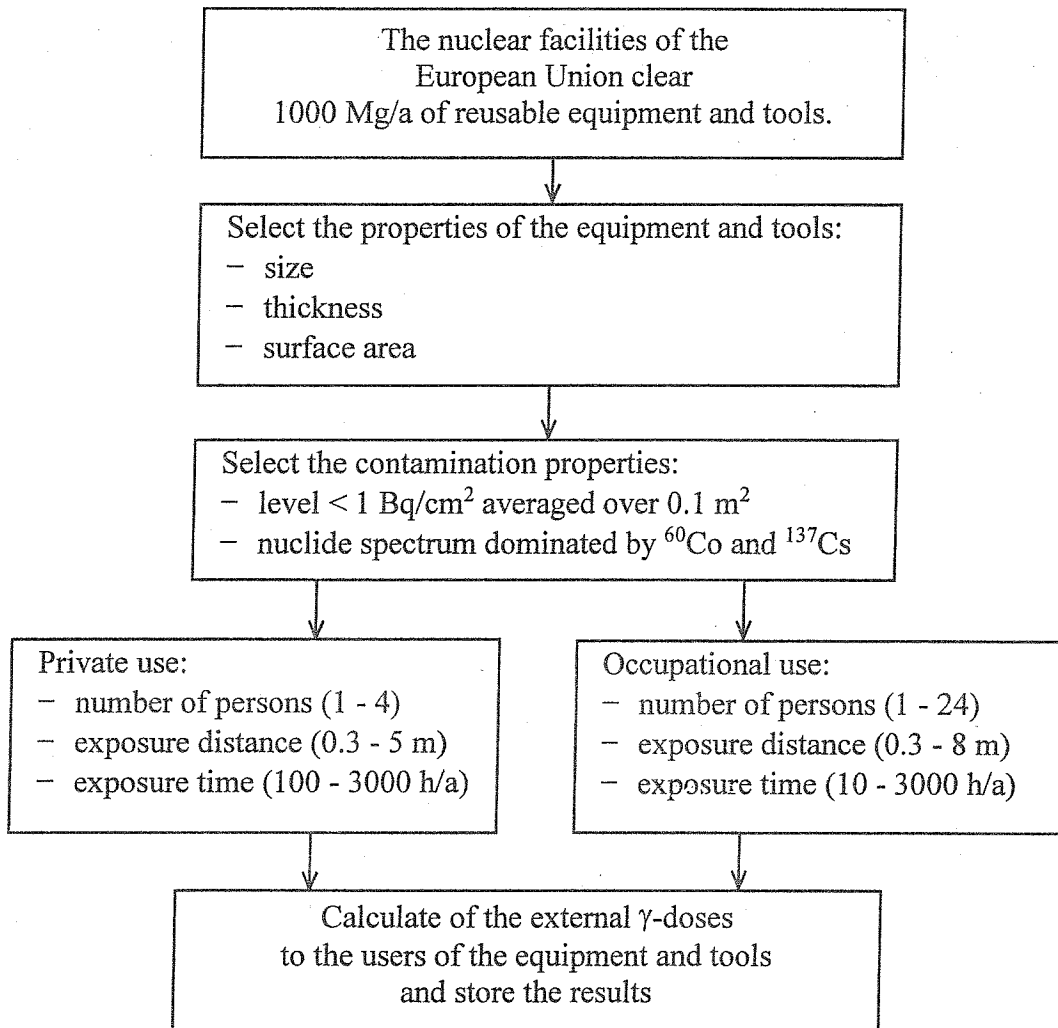 The nuclear facilities of the
European Union clear
1000 Mg/a of reusable equipment and tools.
Select the properties of the equipment and tools:
– size
– thickness
– surface area
Select the contamination properties:
– level < 1 Bq/cm² averaged over 0.1 m²
– nuclide spectrum dominated by ⁶⁰Co and ¹³⁷Cs
Private use:
– number of persons (1 - 4)
– exposure distance (0.3 - 5 m)
– exposure time (100 - 3000 h/a)
Occupational use:
– number of persons (1 - 24)
– exposure distance (0.3 - 8 m)
– exposure time (10 - 3000 h/a)
Calculate of the external γ-doses
to the users of the equipment and tools
and store the results